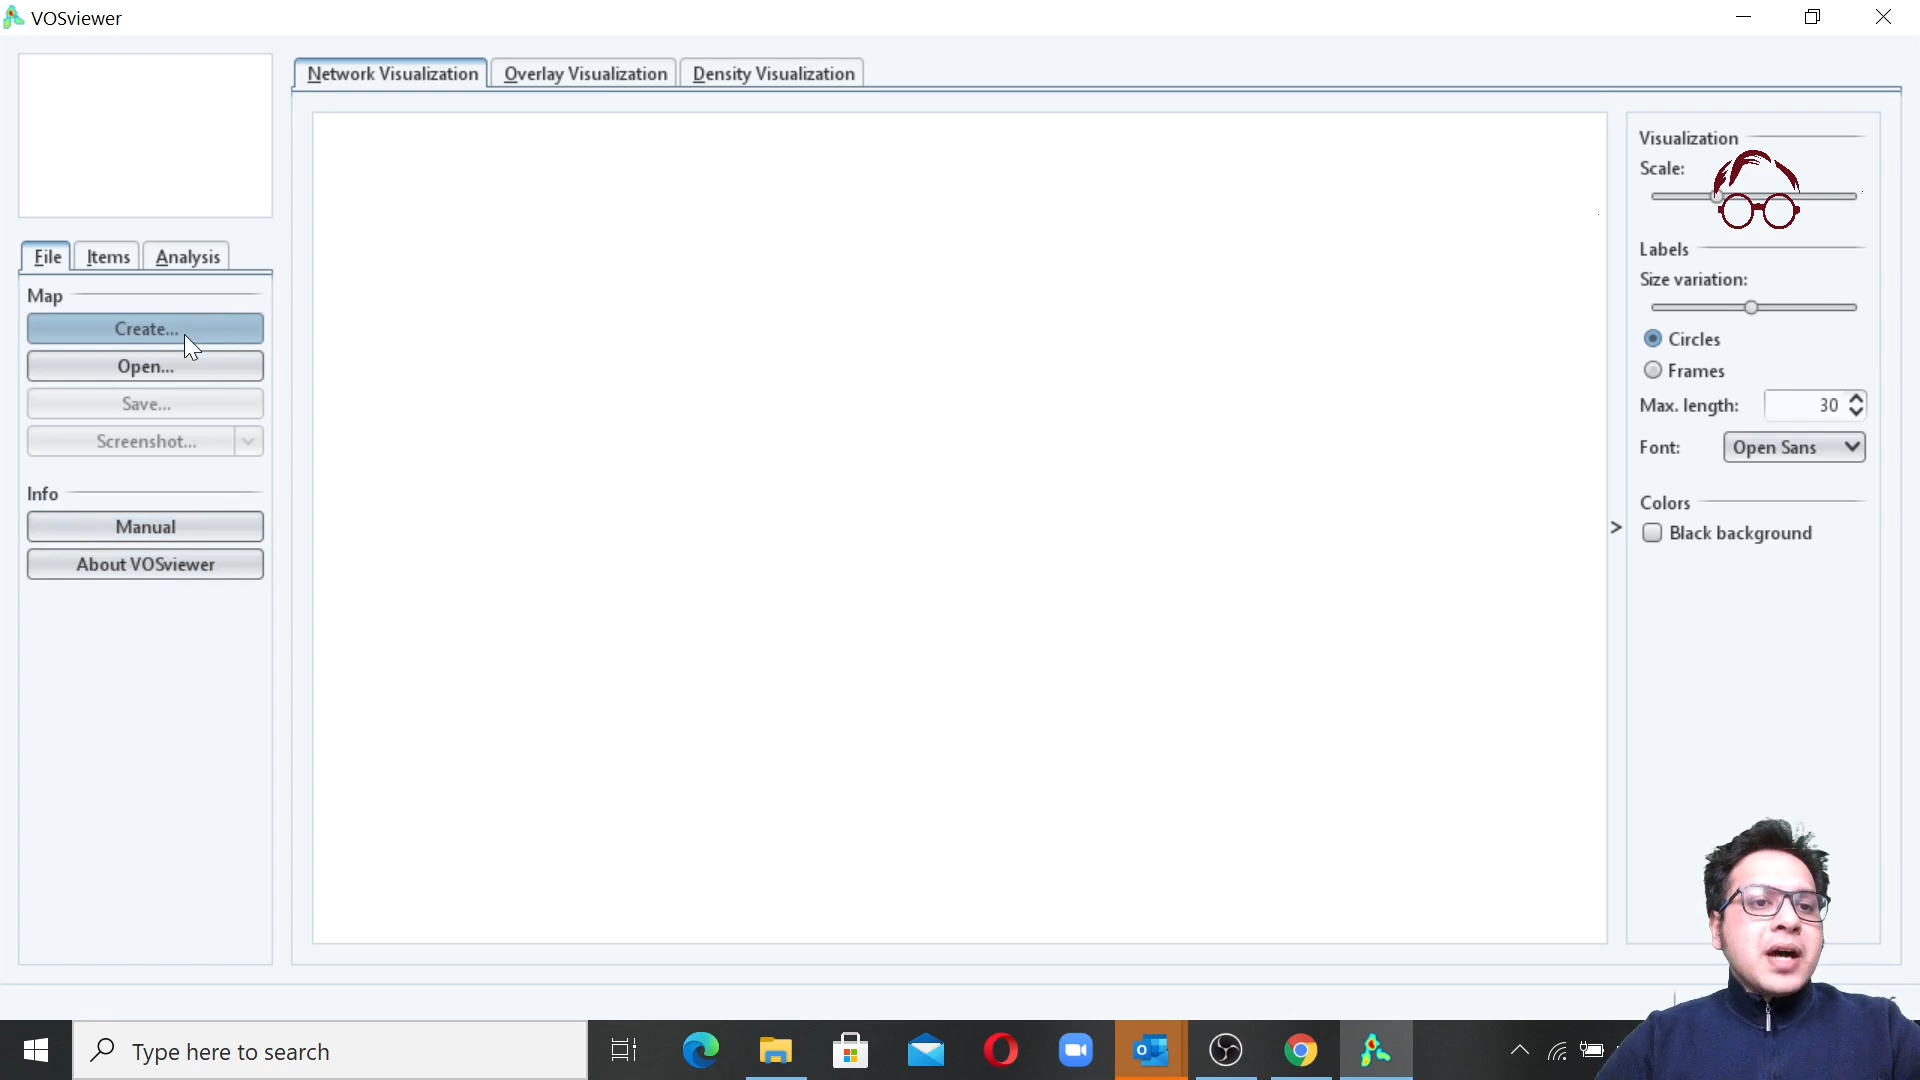 VOSviewer
Network Visualization
Overlay Visualization
Density Visualization
File
Items
Analysis
Map
Create...
Open...
Save...
Screenshot...
Info
Manual
About VOSviewer
>
Visualization
Scale:
Labels
Size variation:
Circles
Frames
Max. length:
30
Font:
Open Sans
Colors
Black background
Type here to search